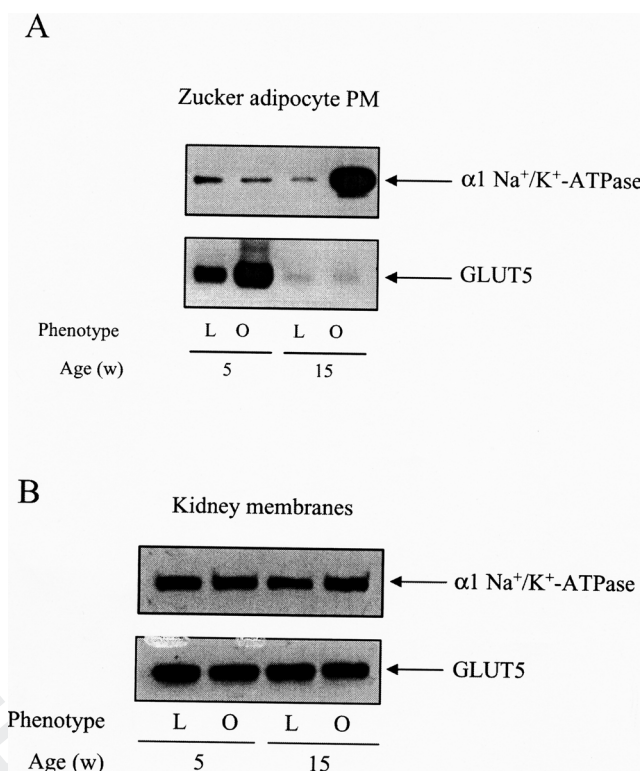 A
Zucker adipocyte PM
α1 Na⁺/K⁺-ATPase
GLUT5
Phenotype L O L O
Age (w) 5 15
B
Kidney membranes
α1 Na⁺/K⁺-ATPase
GLUT5
Phenotype L O L O
Age (w) 5 15